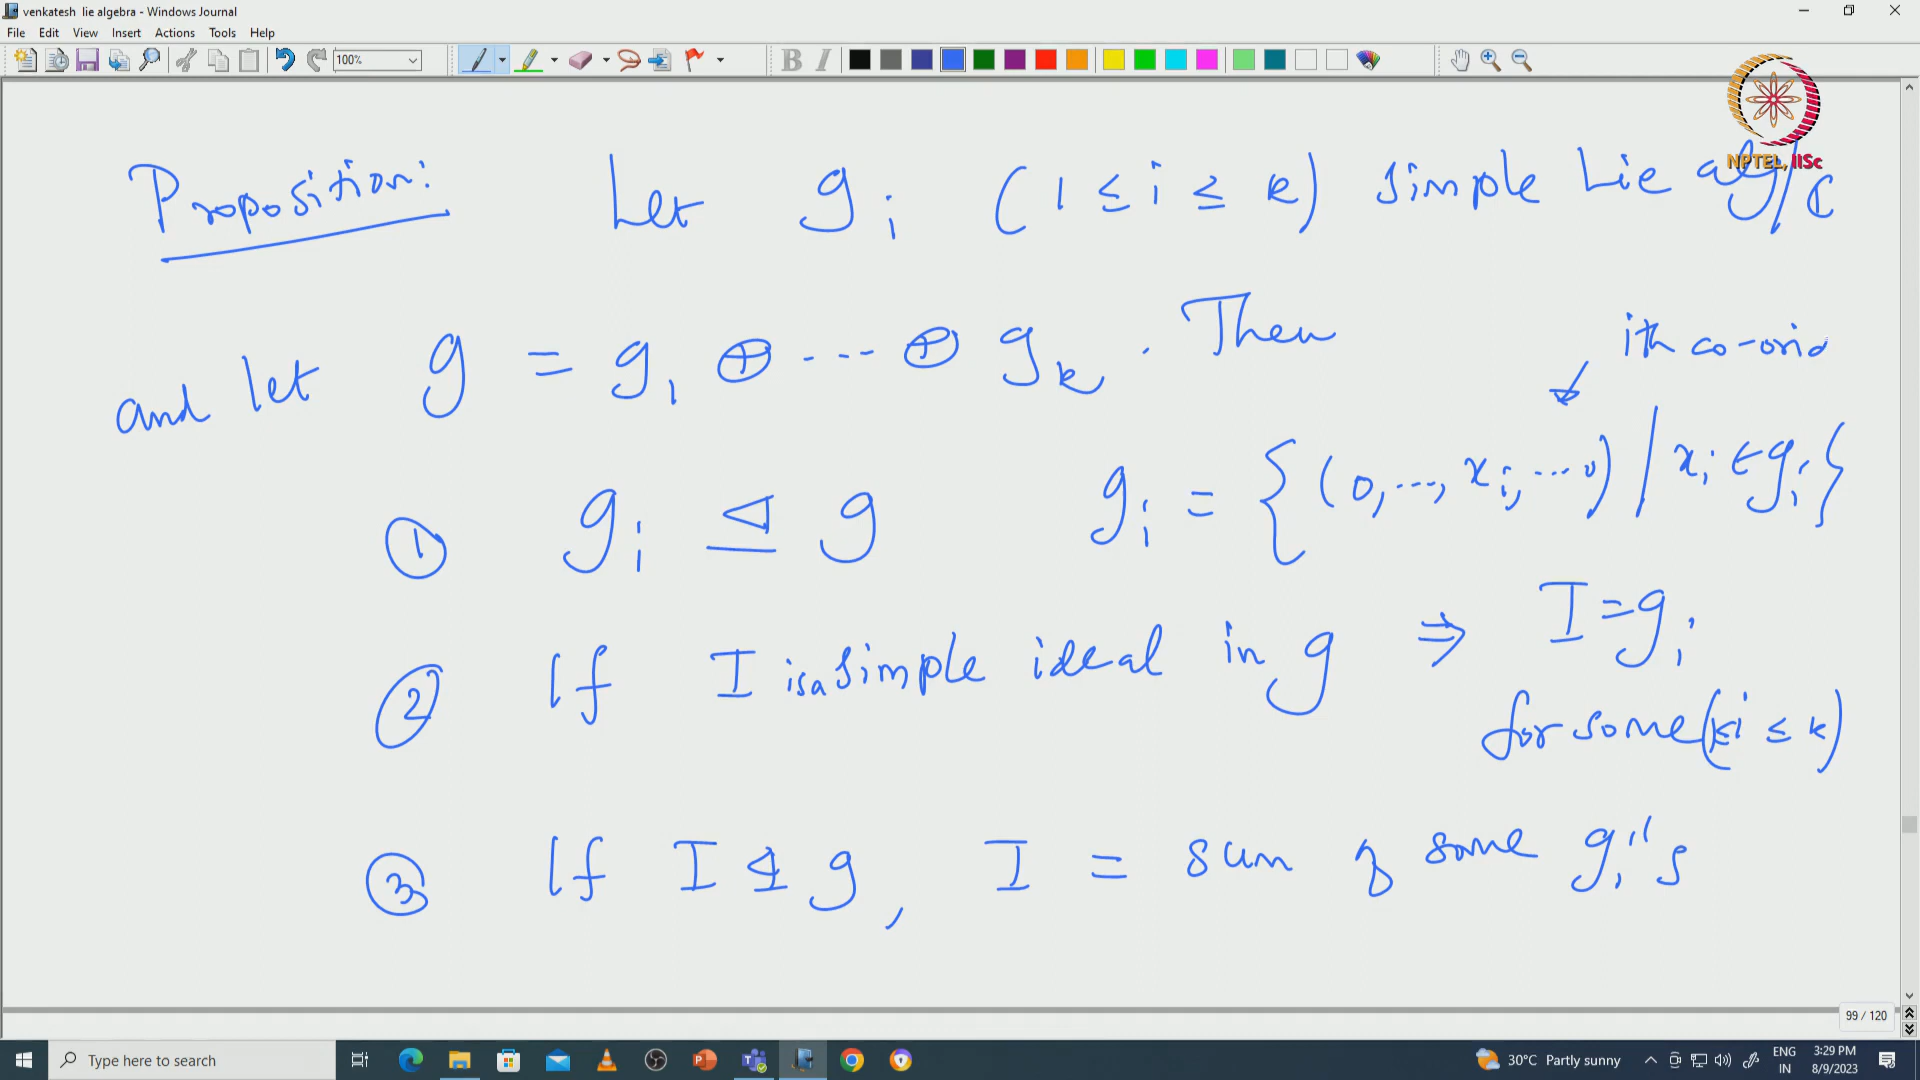 venkatesh lie algebra - Windows Journal
File Edit View Insert Actions Tools Help
100%
B I
NPTEL, IISc
Proposition: Let g_i (1 ≤ i ≤ k) simple Lie alg/ℂ
and let g = g_1 ⊕ --- ⊕ g_k . Then
ith co-ord
① g_i ⊴ g g_i = {(0, ..., x_i, ... 0) / x_i ∈ g_i}
② If I is a simple ideal in g ⇒ I = g_i
for some (1≤i ≤ k)
③ If I ⊴ g, I = sum of some g_i's
99 / 120
Type here to search
30°C Partly sunny
ENG
IN
3:29 PM
8/9/2023